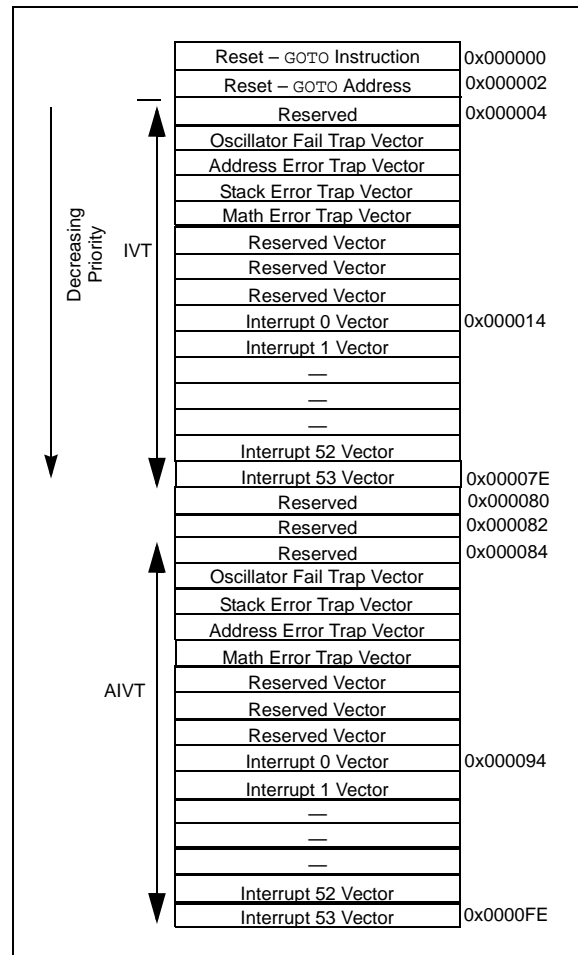 Reset – GOTO Instruction 0x000000
Reset – GOTO Address 0x000002
Reserved 0x000004
Oscillator Fail Trap Vector
Address Error Trap Vector
Stack Error Trap Vector
Math Error Trap Vector
Decreasing
Priority
IVT
Reserved Vector
Reserved Vector
Reserved Vector
Interrupt 0 Vector 0x000014
Interrupt 1 Vector
—
—
—
Interrupt 52 Vector
Interrupt 53 Vector 0x00007E
Reserved 0x000080
Reserved 0x000082
Reserved 0x000084
Oscillator Fail Trap Vector
Stack Error Trap Vector
Address Error Trap Vector
Math Error Trap Vector
AIVT
Reserved Vector
Reserved Vector
Reserved Vector
Interrupt 0 Vector 0x000094
Interrupt 1 Vector
—
—
—
Interrupt 52 Vector
Interrupt 53 Vector 0x0000FE